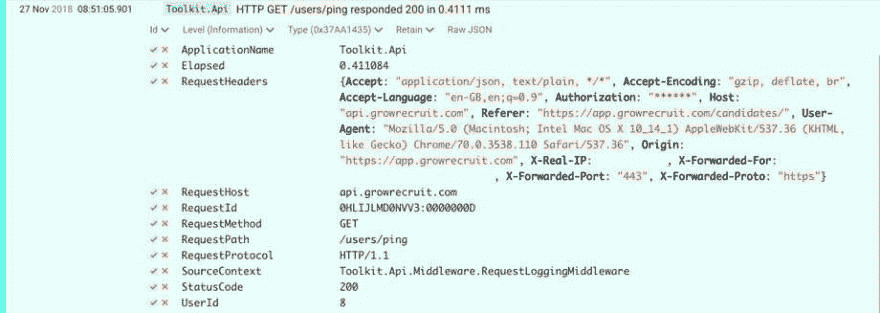 27 Nov 2018 08:51:05.901 Toolkit.Api HTTP GET /users/ping responded 200 in 0.4111 ms
Id Level (Information) Type (0x37AA1435) Retain Raw JSON
ApplicationName Toolkit.Api
Elapsed 0.411084
RequestHeaders {Accept: "application/json, text/plain, */*", Accept-Encoding: "gzip, deflate, br",
Accept-Language: "en-GB,en;q=0.9", Authorization: "******", Host:
"api.growrecruit.com", Referer: "https://app.growrecruit.com/candidates/", User-
Agent: "Mozilla/5.0 (Macintosh; Intel Mac OS X 10_14_1) AppleWebKit/537.36 (KHTML,
like Gecko) Chrome/70.0.3538.110 Safari/537.36", Origin:
"https://app.growrecruit.com", X-Real-IP: , X-Forwarded-For:
, X-Forwarded-Port: "443", X-Forwarded-Proto: "https"}
RequestHost api.growrecruit.com
RequestId 0HLIJLMD0NVV3:0000000D
RequestMethod GET
RequestPath /users/ping
RequestProtocol HTTP/1.1
SourceContext Toolkit.Api.Middleware.RequestLoggingMiddleware
StatusCode 200
UserId 8